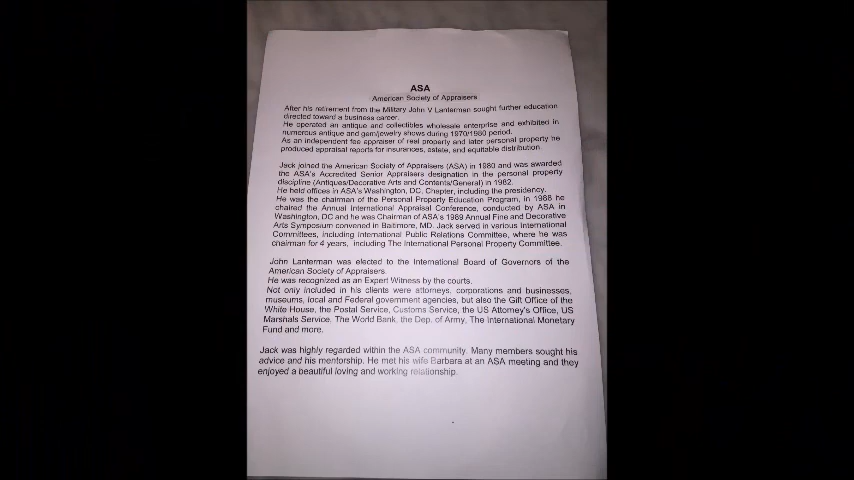 ASA
American Society of Appraisers
After his retirement from the Military John V Lanterman sought further education
directed toward a business career.
He operated an antique and collectibles wholesale enterprise and exhibited in
numerous antique and gem/jewelry shows during 1970/1980 period.
As an independent fee appraiser of real property and later personal property he
produced appraisal reports for insurances, estate, and equitable distribution.
Jack joined the American Society of Appraisers (ASA) in 1980 and was awarded
the ASA's Accredited Senior Appraisers designation in the personal property
discipline (Antiques/Decorative Arts and Contents/General) in 1982.
He held offices in ASA's Washington, DC, Chapter, including the presidency.
He was the chairman of the Personal Property Education Program, in 1988 he
chaired the Annual International Appraisal Conference, conducted by ASA in
Washington, DC and he was Chairman of ASA's 1989 Annual Fine and Decorative
Arts Symposium convened in Baltimore, MD. Jack served in various International
Committees, including International Public Relations Committee, where he was
chairman for 4 years, including The International Personal Property Committee.
John Lanterman was elected to the International Board of Governors of the
American Society of Appraisers.
He was recognized as an Expert Witness by the courts.
Not only included in his clients were attorneys, corporations and businesses,
museums, local and Federal government agencies, but also the Gift Office of the
White House, the Postal Service, Customs Service, the US Attorney's Office, US
Marshals Service. The World Bank, the Dep. of Army, The International Monetary
Fund and more.
Jack was highly regarded within the ASA community. Many members sought his
advice and his mentorship. He met his wife Barbara at an ASA meeting and they
enjoyed a beautiful loving and working relationship.